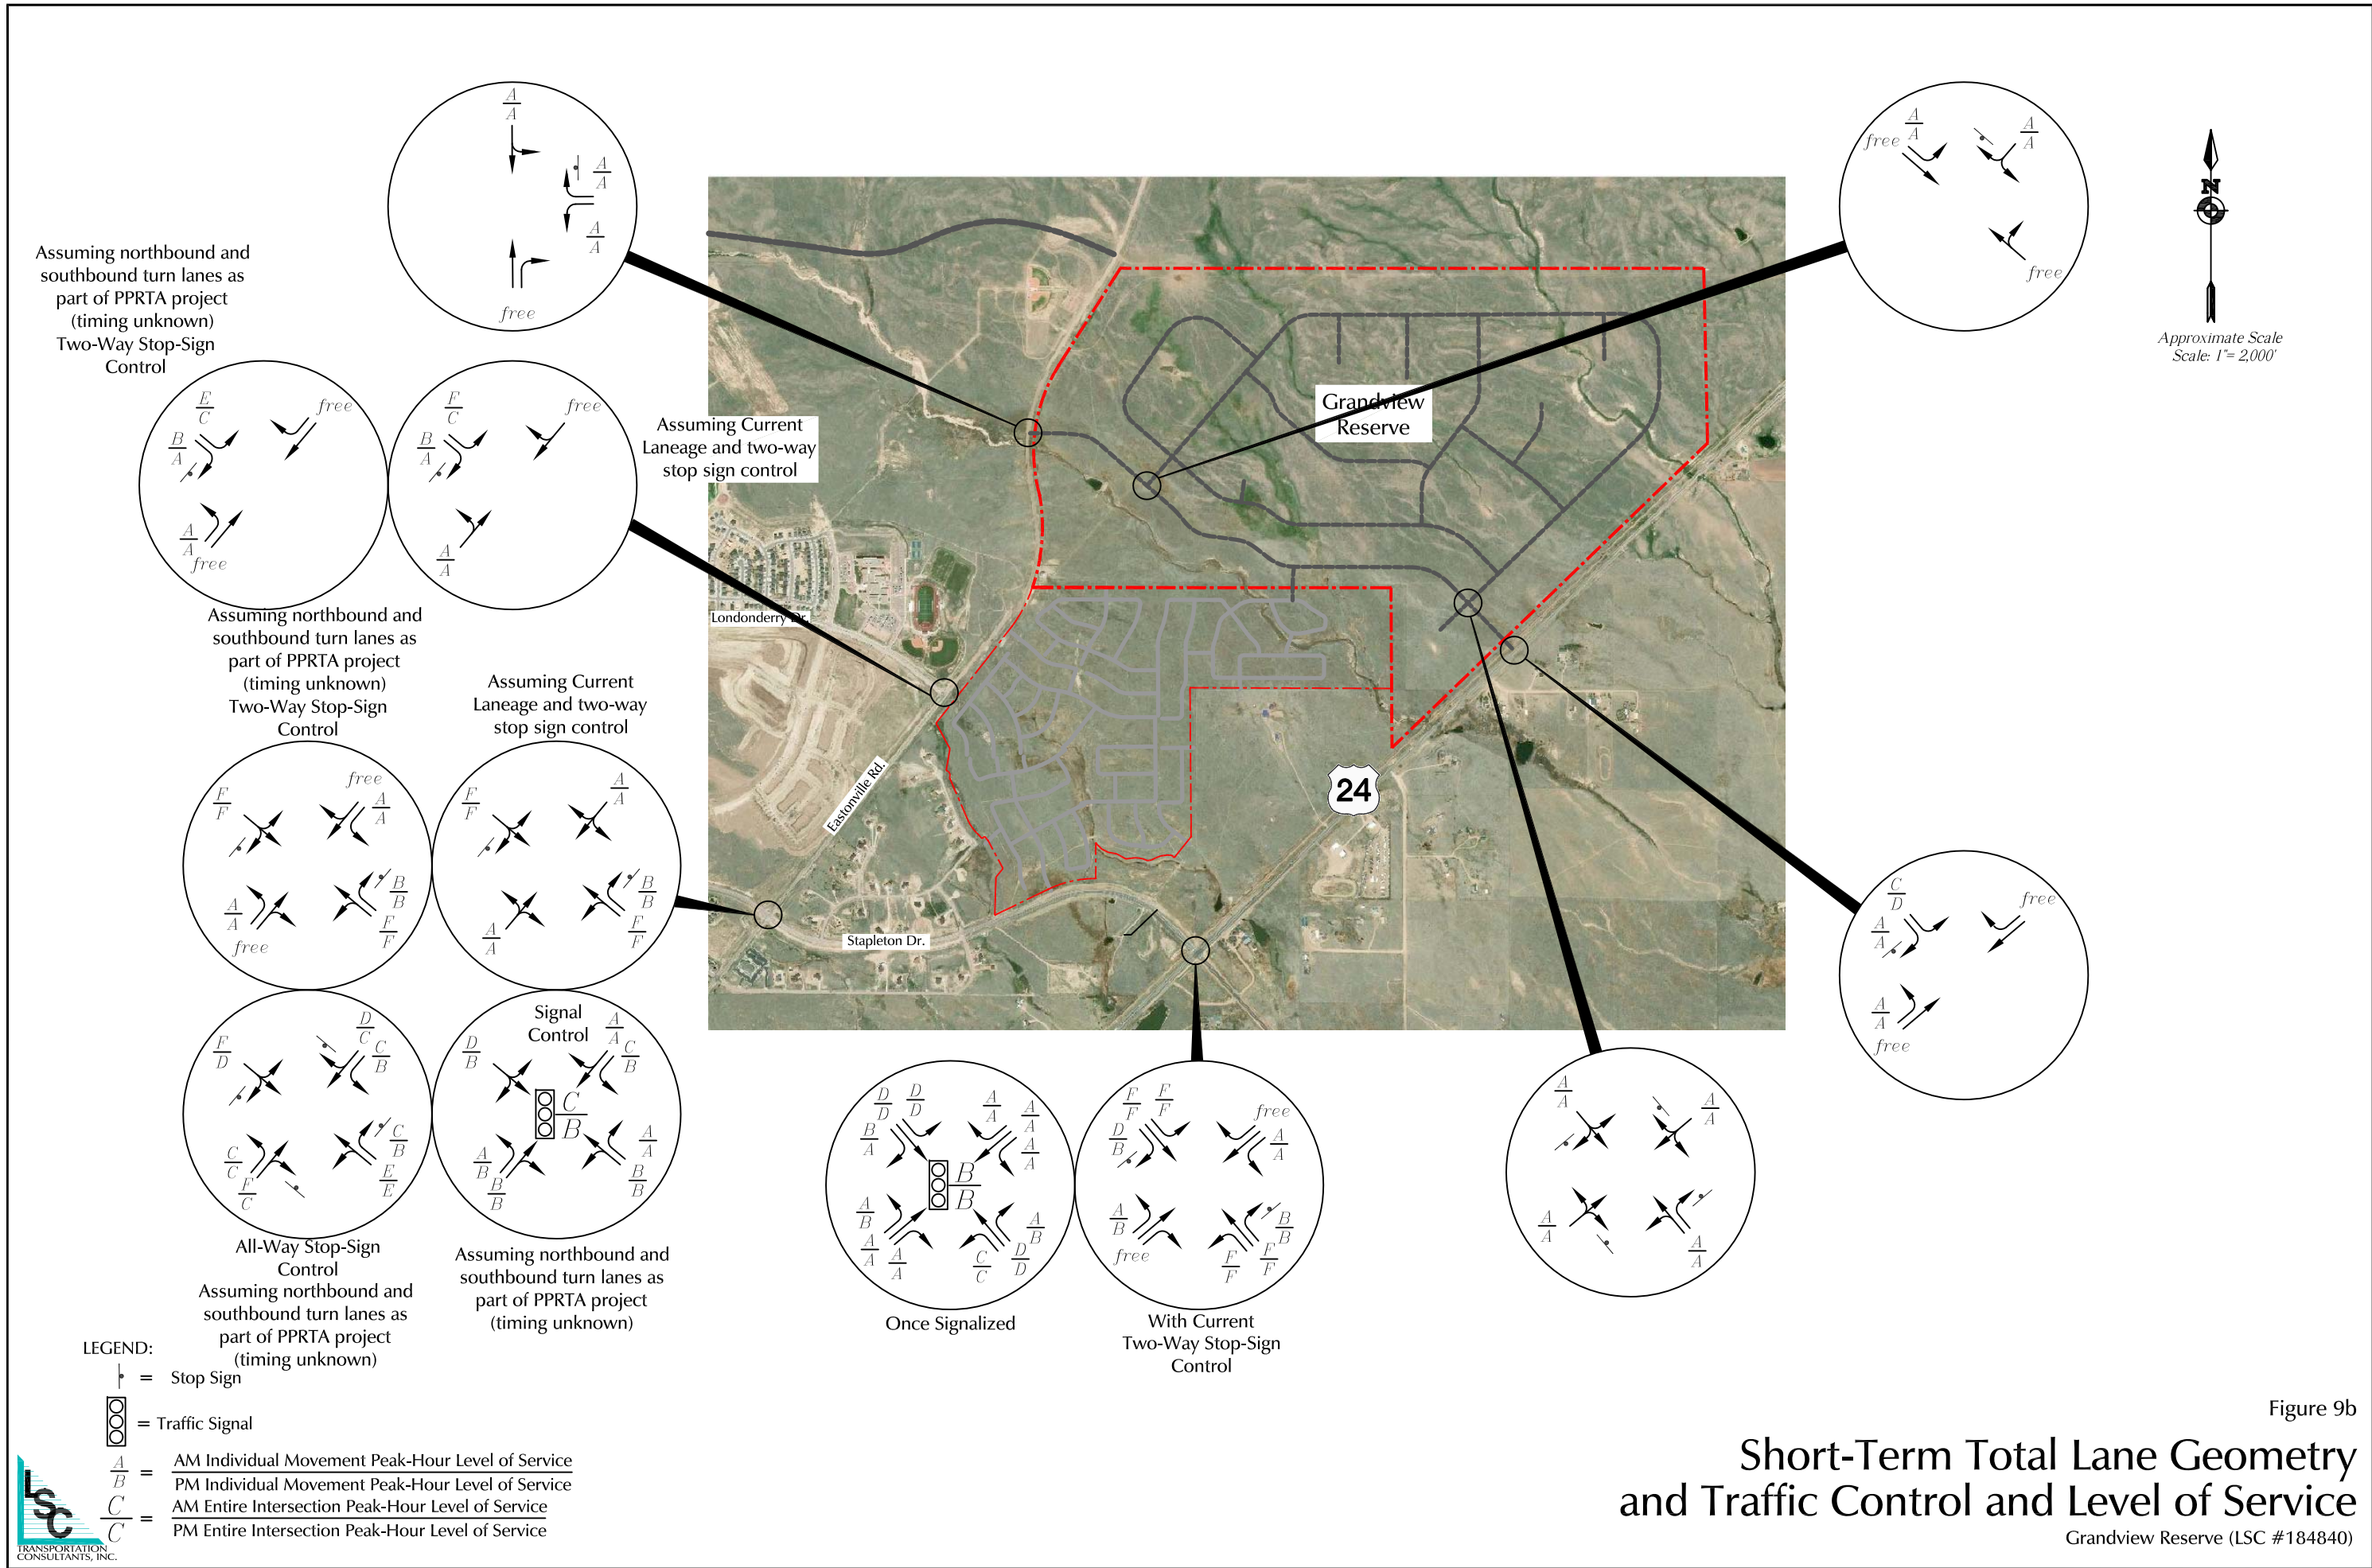 A
A
A
A
A
A
free
Assuming northbound and
southbound turn lanes as
part of PPRTA project
(timing unknown)
Two-Way Stop-Sign
Control
E
C
B
A
free
A
A
free
F
C
B
A
free
A
A
Assuming Current
Laneage and two-way
stop sign control
free
A
A
A
A
free
N
Approximate Scale
Scale: 1"= 2,000'
Grandview
Reserve
Londonderry Dr.
Eastonville Rd.
Stapleton Dr.
24
Assuming northbound and
southbound turn lanes as
part of PPRTA project
(timing unknown)
Two-Way Stop-Sign
Control
Assuming Current
Laneage and two-way
stop sign control
F
F
free
A
A
A
A
free
B
B
F
F
F
F
A
A
A
A
B
B
F
F
F
D
D
C
C
B
C
C
F
C
C
B
E
E
Signal
Control
D
B
A
A
C
B
C
B
A
B
B
B
A
A
B
B
All-Way Stop-Sign
Control
Assuming northbound and
southbound turn lanes as
part of PPRTA project
(timing unknown)
Assuming northbound and
southbound turn lanes as
part of PPRTA project
(timing unknown)
D
D
D
D
B
A
A
A
A
A
A
A
B
B
A
B
A
A
A
A
A
B
D
D
C
C
Once Signalized
F
F
F
F
D
B
free
A
A
A
B
free
B
B
F
F
F
F
With Current
Two-Way Stop-Sign
Control
A
A
A
A
A
A
A
A
C
D
A
A
free
A
A
free
LEGEND:
= Stop Sign
= Traffic Signal
A
B
= AM Individual Movement Peak-Hour Level of Service
PM Individual Movement Peak-Hour Level of Service
C
C
= AM Entire Intersection Peak-Hour Level of Service
PM Entire Intersection Peak-Hour Level of Service
LSC
TRANSPORTATION
CONSULTANTS, INC.
Figure 9b
Short-Term Total Lane Geometry
and Traffic Control and Level of Service
Grandview Reserve (LSC #184840)